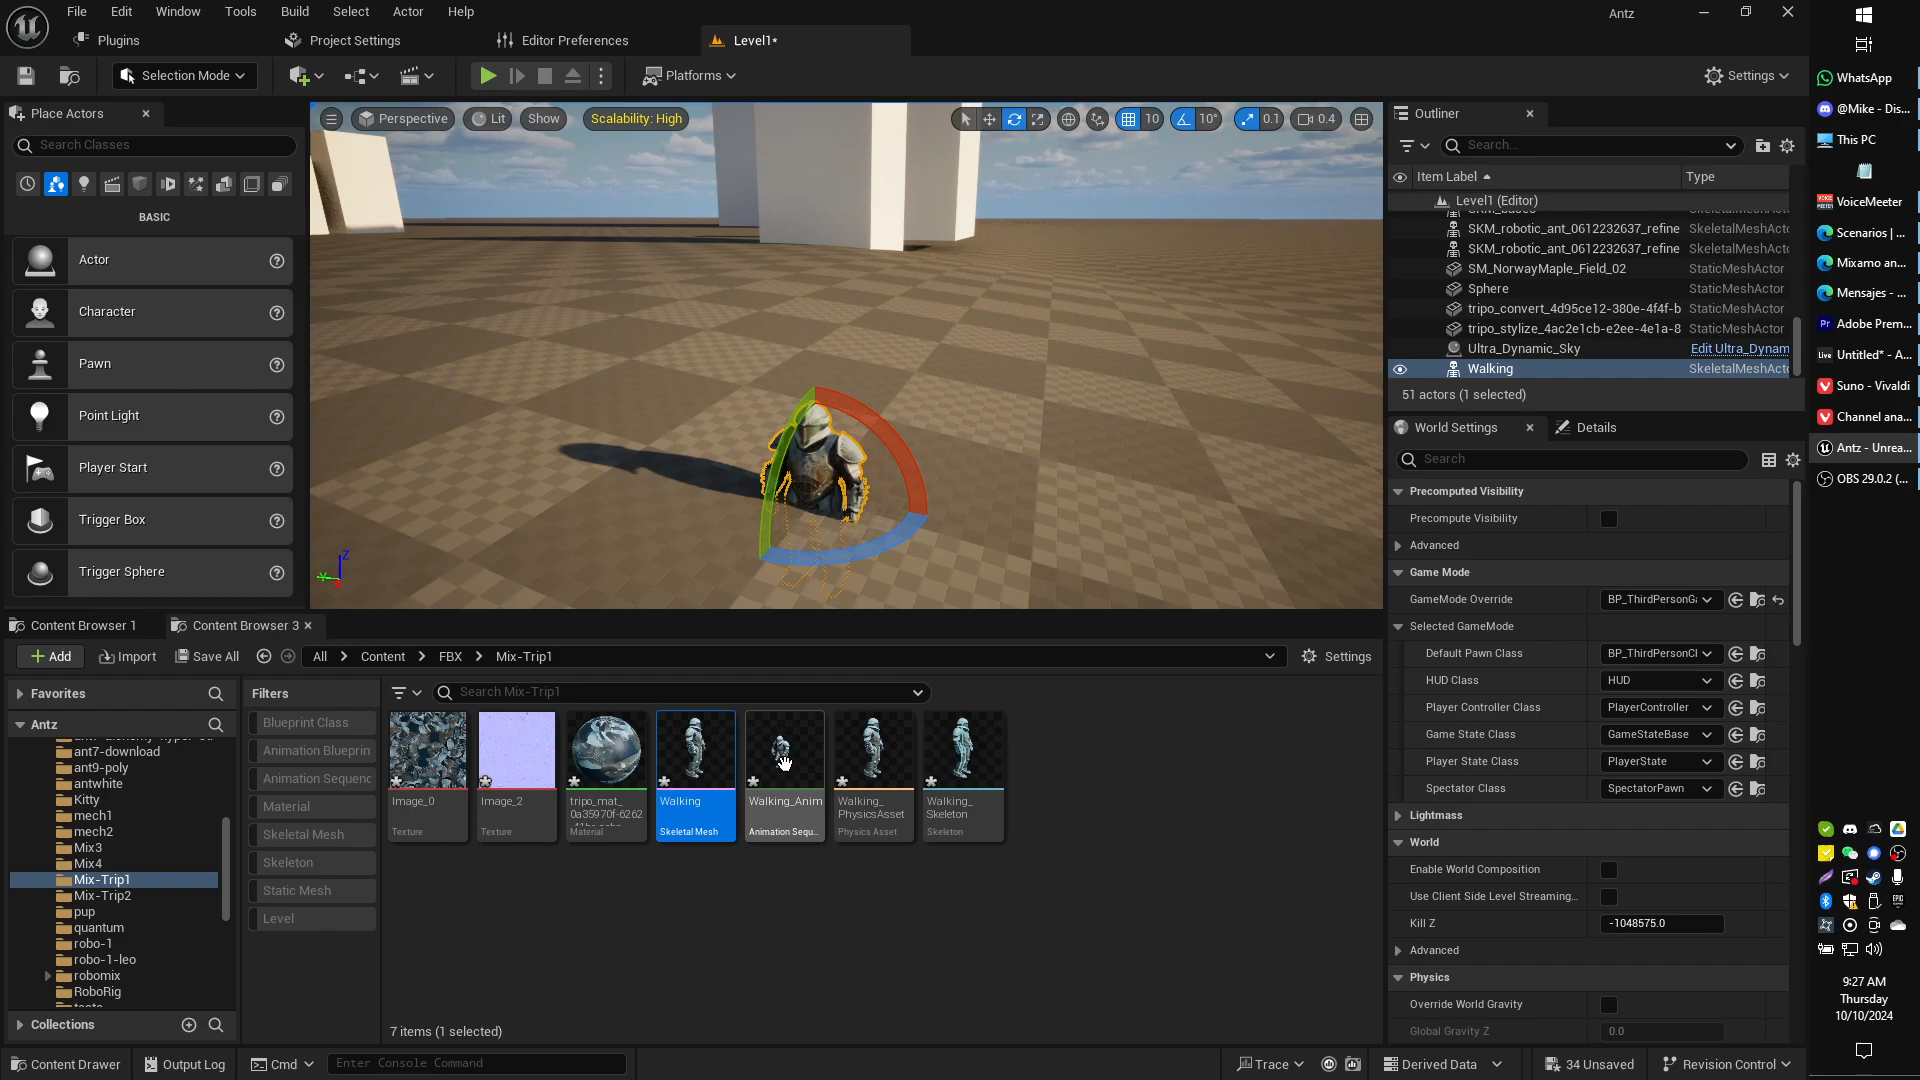 File Edit Window Tools Build Select Actor Help
Antz
Plugins
Project Settings
Editor Preferences
Level1*
Selection Mode
Platforms
Settings
Place Actors
Search Classes
BASIC
Actor
Character
Pawn
Point Light
Player Start
Trigger Box
Trigger Sphere
Perspective
Lit
Show
Scalability: High
10
10°
0.1
0.4
Z
Outliner
Search...
Item Label
Type
Level1 (Editor)
SKM_robotic_ant_0612232637_refine SkeletalMeshActo
SKM_robotic_ant_0612232637_refine SkeletalMeshActo
SM_NorwayMaple_Field_02 StaticMeshActor
Sphere StaticMeshActor
tripo_convert_4d95ce12-380e-4f4f-b StaticMeshActor
tripo_stylize_4ac2e1cb-e2ee-4e1a-8 StaticMeshActor
Ultra_Dynamic_Sky Edit Ultra_Dynam
Walking SkeletalMeshActo
51 actors (1 selected)
World Settings
Details
Search
Precomputed Visibility
Precompute Visibility
Advanced
Game Mode
GameMode Override BP_ThirdPersonGa
Selected GameMode
Default Pawn Class BP_ThirdPersonCl
HUD Class HUD
Player Controller Class PlayerController
Game State Class GameStateBase
Player State Class PlayerState
Spectator Class SpectatorPawn
Lightmass
World
Enable World Composition
Use Client Side Level Streaming...
Kill Z -1048575.0
Advanced
Physics
Override World Gravity
Global Gravity Z 0.0
Content Browser 1
Content Browser 3
Add
Import
Save All
All > Content > FBX > Mix-Trip1
Settings
Favorites
Antz
ant7-download
ant9-poly
antwhite
Kitty
mech1
mech2
Mix3
Mix4
Mix-Trip1
Mix-Trip2
pup
quantum
robo-1
robo-1-leo
robomix
RoboRig
Collections
Filters
Blueprint Class
Animation Blueprin
Animation Sequenc
Material
Skeletal Mesh
Skeleton
Static Mesh
Level
Search Mix-Trip1
Image_0
Texture
Image_2
Texture
tripo_mat_
0a35970f-6262
Material
Walking
Skeletal Mesh
Walking_Anim
Animation Sequ...
Walking_
PhysicsAsset
Physics Asset
Walking_
Skeleton
Skeleton
7 items (1 selected)
Content Drawer
Output Log
Cmd
Enter Console Command
Trace
Derived Data
34 Unsaved
Revision Control
WhatsApp
@Mike - Dis...
This PC
VoiceMeeter
Scenarios | ...
Mixamo an...
Mensajes - ...
Adobe Prem...
Untitled* - A...
Suno - Vivaldi
Channel ana...
Antz - Unrea...
OBS 29.0.2 (...
9:27 AM
Thursday
10/10/2024